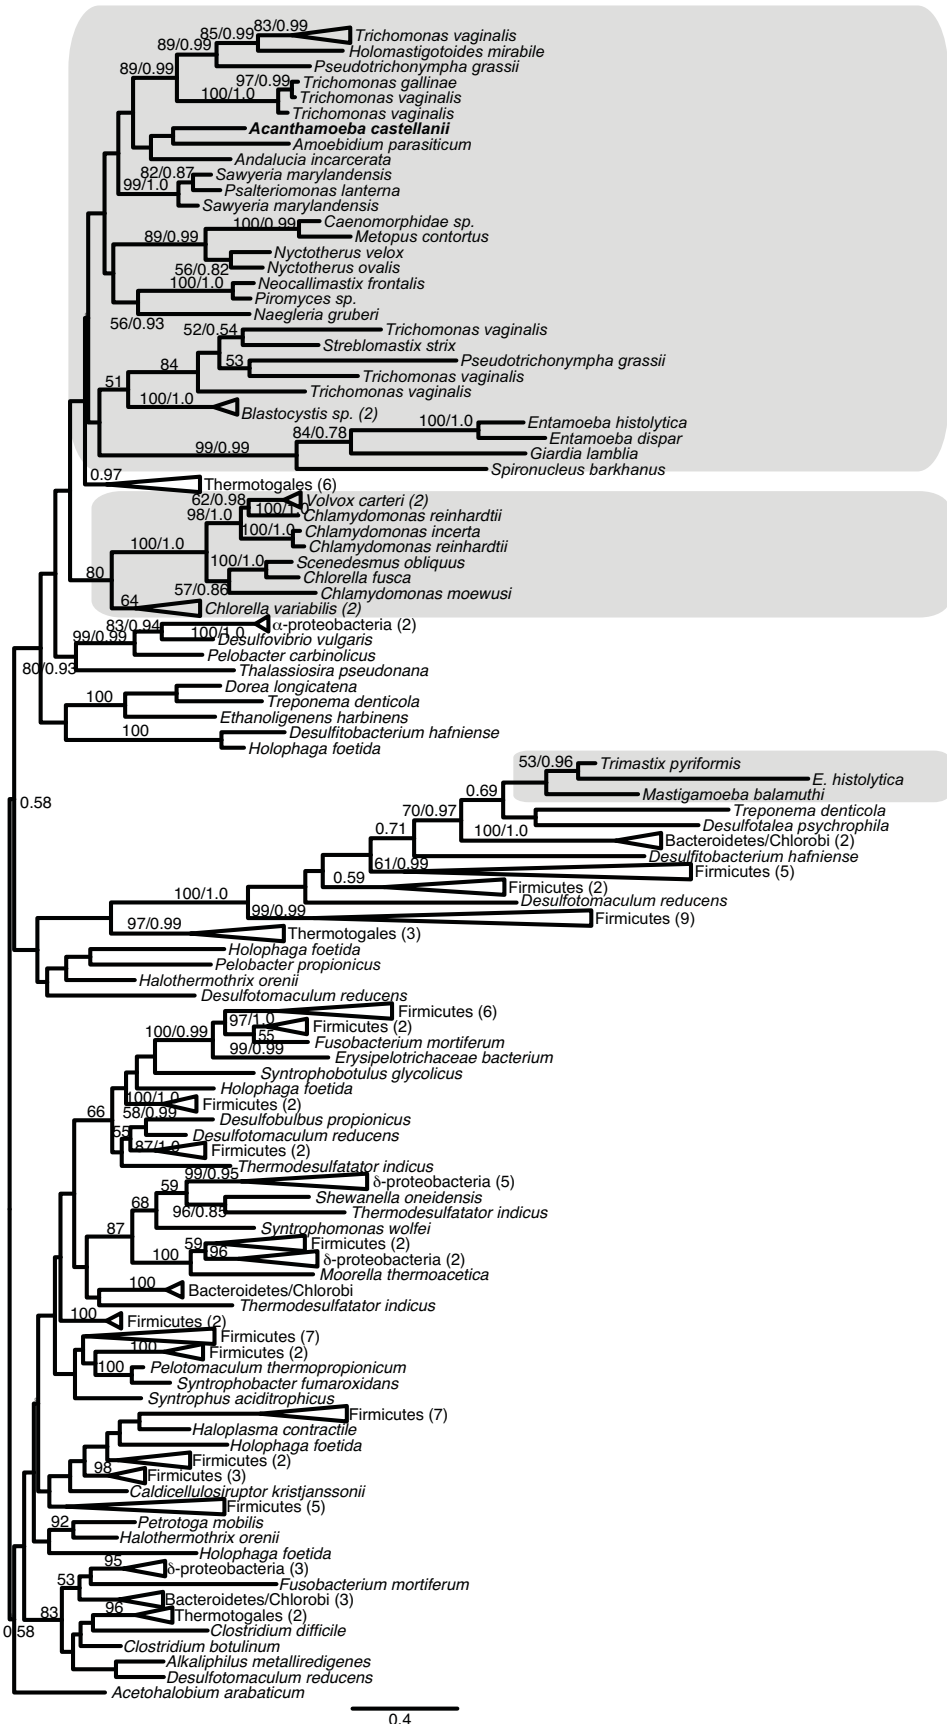 83/0.99
85/0.99
Trichomonas vaginalis
89/0.99
Holomastigotoides mirabile
89/0.99
Pseudotrichonympha grassii
97/0.99
Trichomonas gallinae
100/1.0
Trichomonas vaginalis
Trichomonas vaginalis
Acanthamoeba castellanii
Amoebidium parasiticum
Andalucia incarcerata
82/0.87
Sawyeria marylandensis
99/1.0
Psalteriomonas lanterna
Sawyeria marylandensis
100/0.99
Caenomorphidae sp.
89/0.99
Metopus contortus
Nyctotherus velox
56/0.82
Nyctotherus ovalis
100/1.0
Neocallimastix frontalis
Piromyces sp.
56/0.93
Naegleria gruberi
52/0.54
Trichomonas vaginalis
Streblomastix strix
84
53
Pseudotrichonympha grassii
Trichomonas vaginalis
51
Trichomonas vaginalis
100/1.0
Blastocystis sp. (2)
100/1.0
Entamoeba histolytica
84/0.78
Entamoeba dispar
99/0.99
Giardia lamblia
Spironucleus barkhanus
0.97
Thermotogales (6)
62/0.98
Volvox carteri (2)
98/1.0
100/1.0
Chlamydomonas reinhardtii
100/1.0
Chlamydomonas incerta
100/1.0
Chlamydomonas reinhardtii
100/1.0
Scenedesmus obliquus
80
Chlorella fusca
57/0.86
Chlamydomonas moewusi
64
Chlorella variabilis (2)
83/0.94
α-proteobacteria (2)
99/0.99
100/1.0
Desulfovibrio vulgaris
Pelobacter carbinolicus
80/0.93
Thalassiosira pseudonana
Dorea longicatena
100
Treponema denticola
Ethanoligenens harbinens
100
Desulfitobacterium hafniense
Holophaga foetida
53/0.96
Trimastix pyriformis
E. histolytica
0.69
Mastigamoeba balamuthi
0.58
70/0.97
Treponema denticola
Desulfotalea psychrophila
0.71
100/1.0
Bacteroidetes/Chlorobi (2)
Desulfitobacterium hafniense
61/0.99
Firmicutes (5)
0.59
Firmicutes (2)
100/1.0
Desulfotomaculum reducens
99/0.99
Firmicutes (9)
97/0.99
Thermotogales (3)
Holophaga foetida
Pelobacter propionicus
Halothermothrix orenii
Desulfotomaculum reducens
Firmicutes (6)
97/1.0
Firmicutes (2)
100/0.99
55
Fusobacterium mortiferum
99/0.99
Erysipelotrichaceae bacterium
Syntrophobotulus glycolicus
Holophaga foetida
100/1.0
Firmicutes (2)
66
58/0.99
Desulfobulbus propionicus
55
Desulfotomaculum reducens
87/1.0
Firmicutes (2)
Thermodesulfatator indicus
99/0.95
δ-proteobacteria (5)
59
Shewanella oneidensis
68
96/0.85
Thermodesulfatator indicus
87
Syntrophomonas wolfei
59
Firmicutes (2)
100
96
δ-proteobacteria (2)
Moorella thermoacetica
100
Bacteroidetes/Chlorobi
Thermodesulfatator indicus
100
Firmicutes (2)
Firmicutes (7)
100
Firmicutes (2)
100
Pelotomaculum thermopropionicum
Syntrophobacter fumaroxidans
Syntrophus aciditrophicus
Firmicutes (7)
Haloplasma contractile
Holophaga foetida
Firmicutes (2)
98
Firmicutes (3)
Caldicellulosiruptor kristjanssonii
Firmicutes (5)
92
Petrotoga mobilis
Halothermothrix orenii
Holophaga foetida
95
δ-proteobacteria (3)
53
Fusobacterium mortiferum
Bacteroidetes/Chlorobi (3)
83
96
Thermotogales (2)
0.58
Clostridium difficile
Clostridium botulinum
Alkaliphilus metalliredigenes
Desulfotomaculum reducens
Acetohalobium arabaticum
0.4